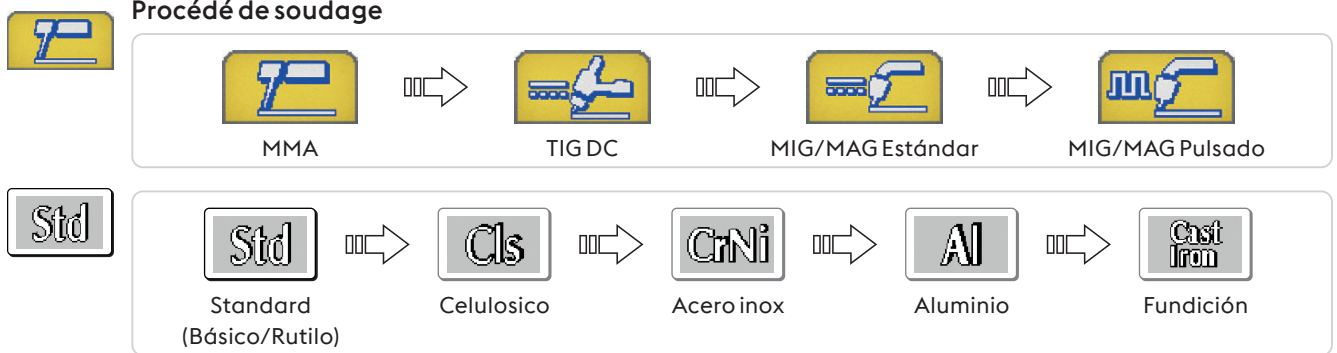 Procédé de soudage
MMA
TIG DC
MIG/MAG Estándar
MIG/MAG Pulsado
Std
Std
Cls
CrNi
Al
Cast
Iron
Standard
(Básico/Rutilo)
Celulosico
Acero inox
Aluminio
Fundición